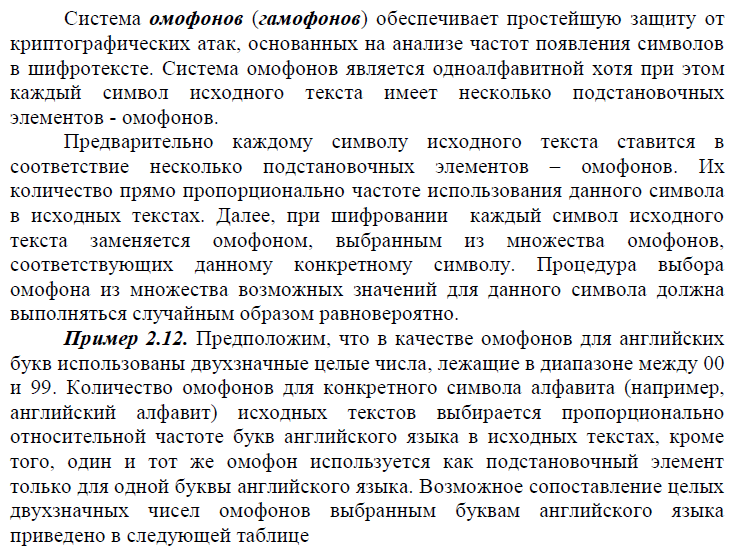 Система омофонов (гамофонов) обеспечивает простейшую защиту от
криптографических атак, основанных на анализе частот появления символов
в шифротексте. Система омофонов является одноалфавитной хотя при этом
каждый символ исходного текста имеет несколько подстановочных
элементов - омофонов.
Предварительно каждому символу исходного текста ставится в
соответствие несколько подстановочных элементов – омофонов. Их
количество прямо пропорционально частоте использования данного символа
в исходных текстах. Далее, при шифровании каждый символ исходного
текста заменяется омофоном, выбранным из множества омофонов,
соответствующих данному конкретному символу. Процедура выбора
омофона из множества возможных значений для данного символа должна
выполняться случайным образом равновероятно.
Пример 2.12. Предположим, что в качестве омофонов для английских
букв использованы двухзначные целые числа, лежащие в диапазоне между 00
и 99. Количество омофонов для конкретного символа алфавита (например,
английский алфавит) исходных текстов выбирается пропорционально
относительной частоте букв английского языка в исходных текстах, кроме
того, один и тот же омофон используется как подстановочный элемент
только для одной буквы английского языка. Возможное сопоставление целых
двухзначных чисел омофонов выбранным буквам английского языка
приведено в следующей таблице